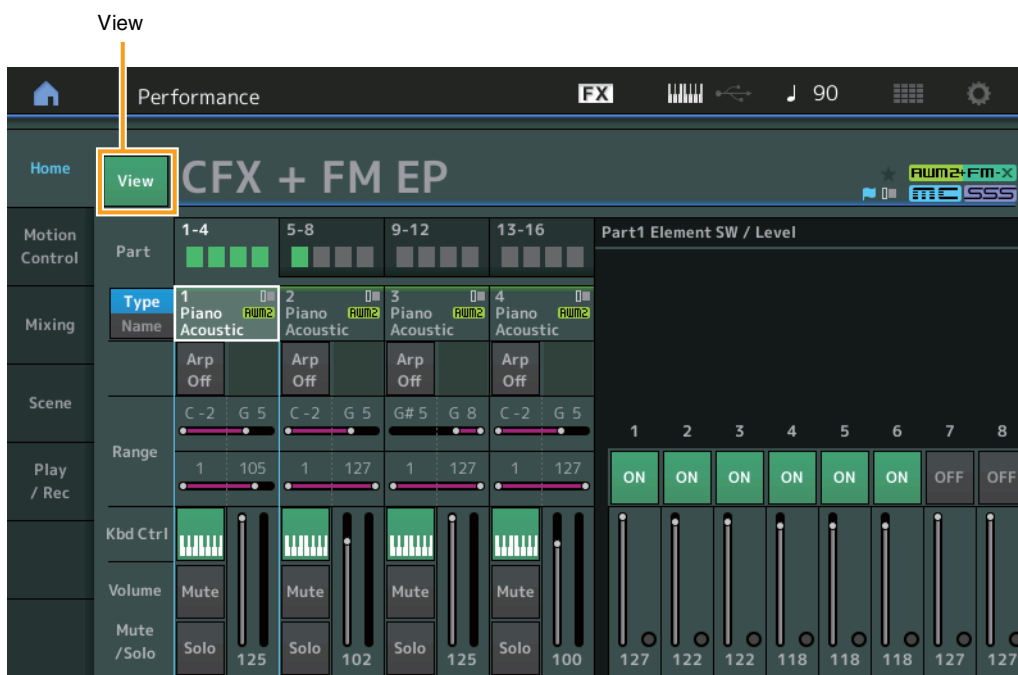 View
Performance
FX
90
Home
View
CFX + FM EP
AWM2+FM-X
MC SSS
Motion
Control
Part
1-4
5-8
9-12
13-16
Part1 Element SW / Level
Type
Name
1
Piano AWM2
Acoustic
2
Piano AWM2
Acoustic
3
Piano AWM2
Acoustic
4
Piano AWM2
Acoustic
Mixing
Arp
Off
Arp
Off
Arp
Off
Arp
Off
Scene
Range
C -2 G 5
C -2 G 5
G# 5 G 8
C -2 G 5
1 105
1 127
1 127
1 127
1 2 3 4 5 6 7 8
ON ON ON ON ON ON OFF OFF
Play
/ Rec
Kbd Ctrl
Volume
Mute Mute Mute Mute
Mute
/Solo
Solo 125
Solo 102
Solo 125
Solo 100
127 122 122 118 118 118 127 127